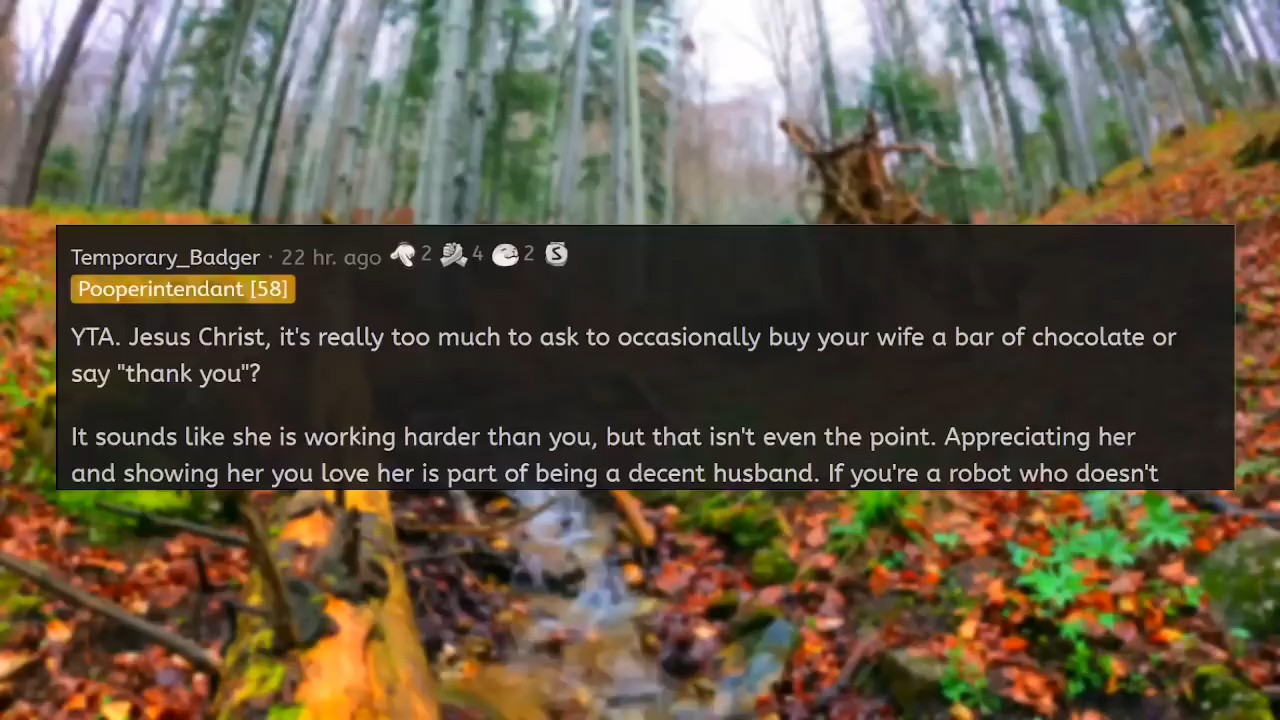 Temporary_Badger · 22 hr. ago 2 4 2 S
Pooperintendant [58]
YTA. Jesus Christ, it's really too much to ask to occasionally buy your wife a bar of chocolate or
say "thank you"?
It sounds like she is working harder than you, but that isn't even the point. Appreciating her
and showing her you love her is part of being a decent husband. If you're a robot who doesn't